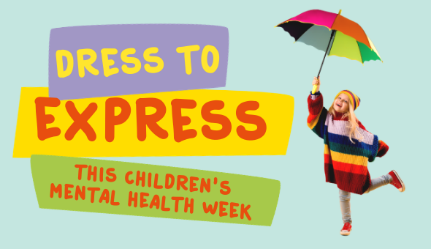 DRESS TO
EXPRESS
THIS CHILDREN'S
MENTAL HEALTH WEEK